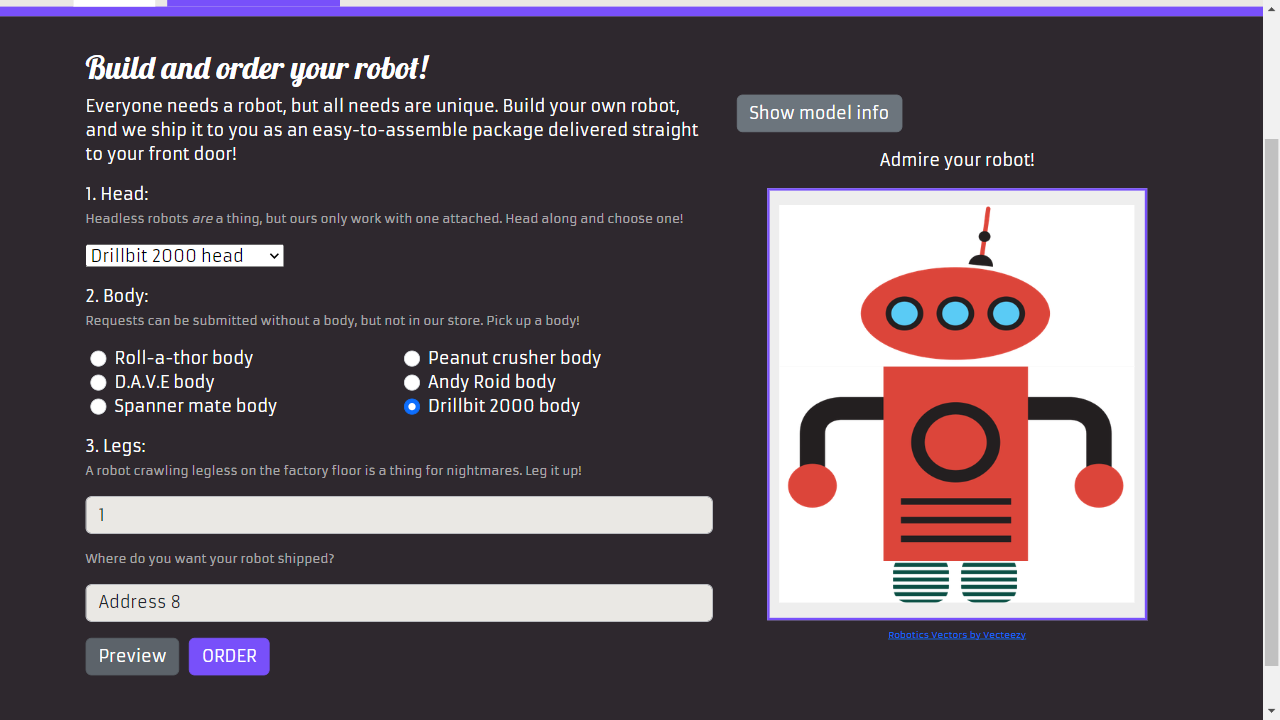 Build and order your robot!
Everyone needs a robot, but all needs are unique. Build your own robot,
and we ship it to you as an easy-to-assemble package delivered straight
to your front door!
1. Head:
Headless robots are a thing, but ours only work with one attached. Head along and choose one!
Drillbit 2000 head
2. Body:
Requests can be submitted without a body, but not in our store. Pick up a body!
Roll-a-thor body
Peanut crusher body
D.A.V.E body
Andy Roid body
Spanner mate body
Drillbit 2000 body
3. Legs:
A robot crawling legless on the factory floor is a thing for nightmares. Leg it up!
1
Where do you want your robot shipped?
Address 8
Preview
ORDER
Show model info
Admire your robot!
Robotics Vectors by Vecteezy